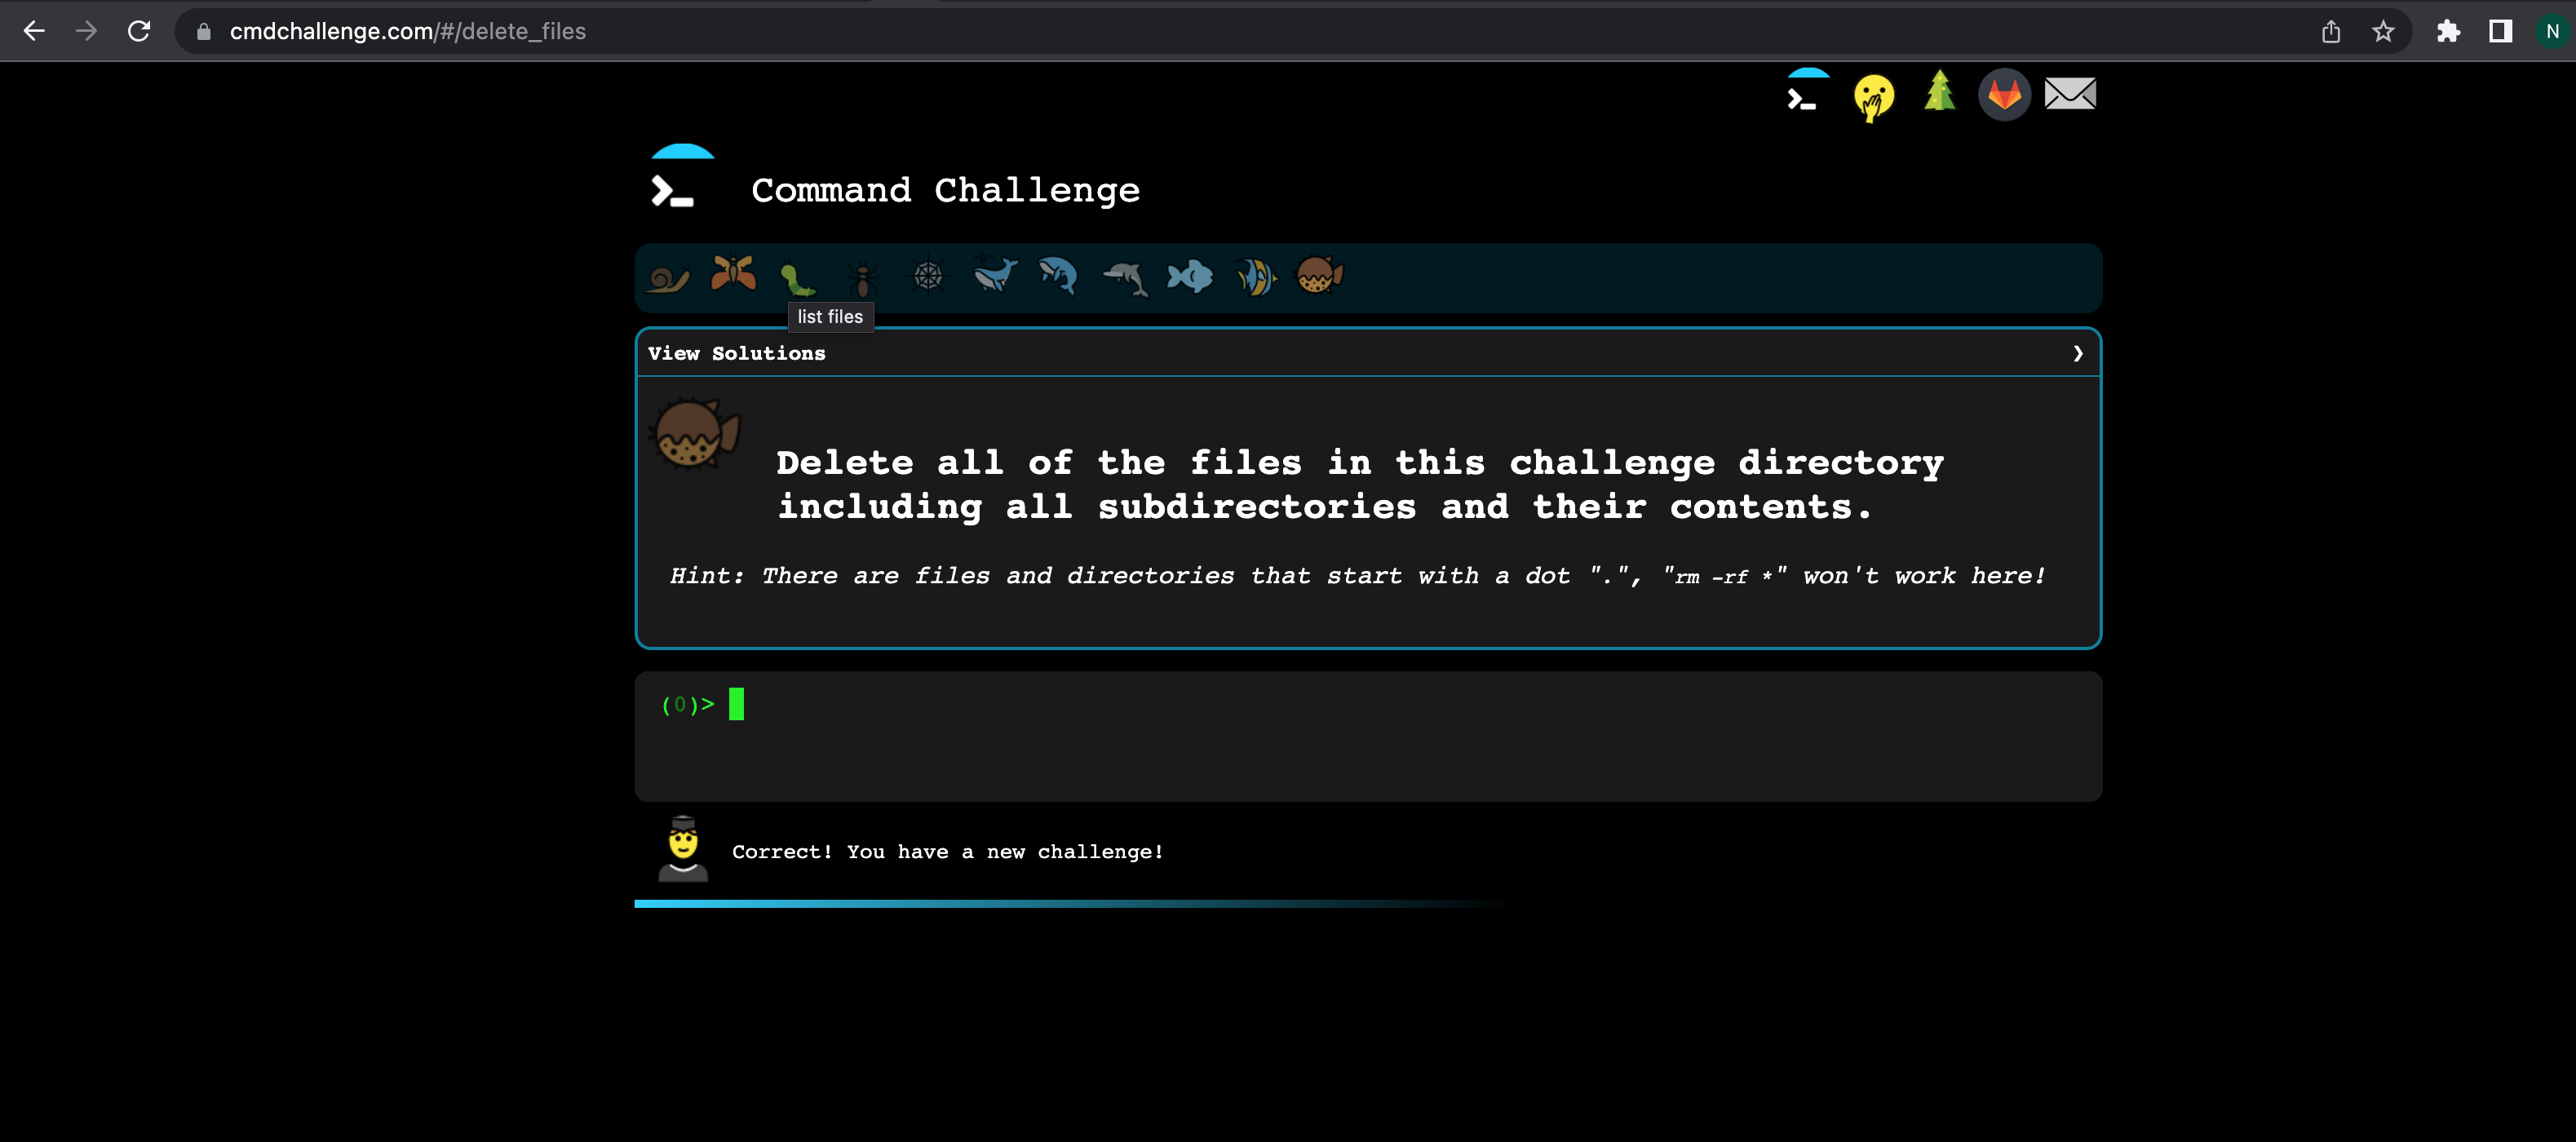 cmdchallenge.com/#/delete_files
N
Command Challenge
list files
View Solutions
Delete all of the files in this challenge directory
including all subdirectories and their contents.
Hint: There are files and directories that start with a dot ".", "rm -rf *" won't work here!
(0)>
Correct! You have a new challenge!